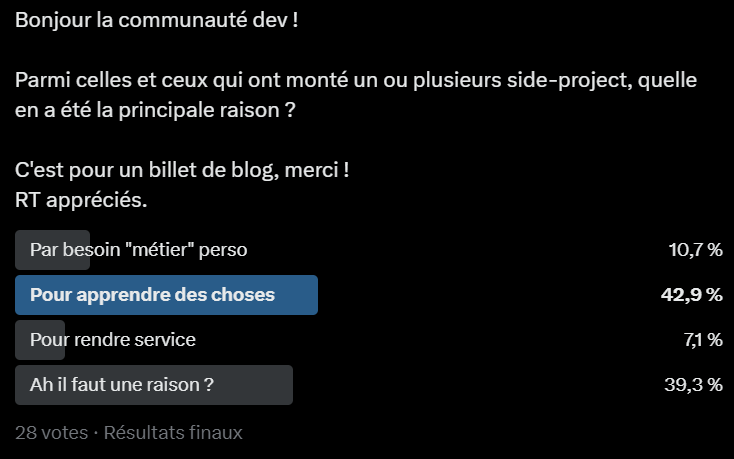 Bonjour la communauté dev !
Parmi celles et ceux qui ont monté un ou plusieurs side-project, quelle
en a été la principale raison ?
C'est pour un billet de blog, merci !
RT appréciés.
Par besoin "métier" perso 10,7 %
Pour apprendre des choses 42,9 %
Pour rendre service 7,1 %
Ah il faut une raison ? 39,3 %
28 votes · Résultats finaux